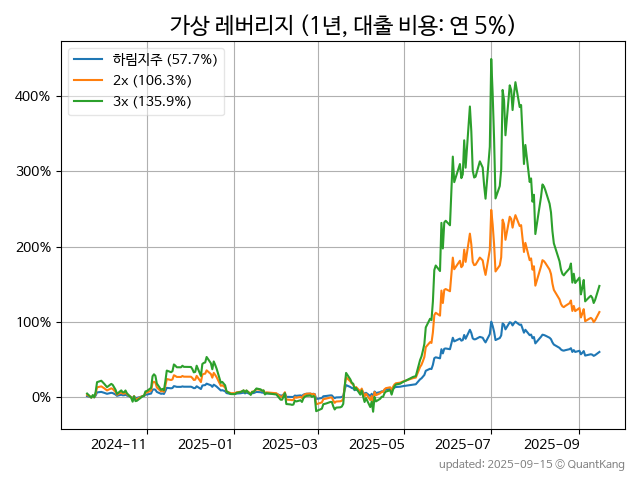 가상 레버리지 (1년, 대출 비용: 연 5%)
하림지주 (57.7%)
2x (106.3%)
3x (135.9%)
400%
300%
200%
100%
0%
2024-11 2025-01 2025-03 2025-05 2025-07 2025-09
updated: 2025-09-15 © QuantKang